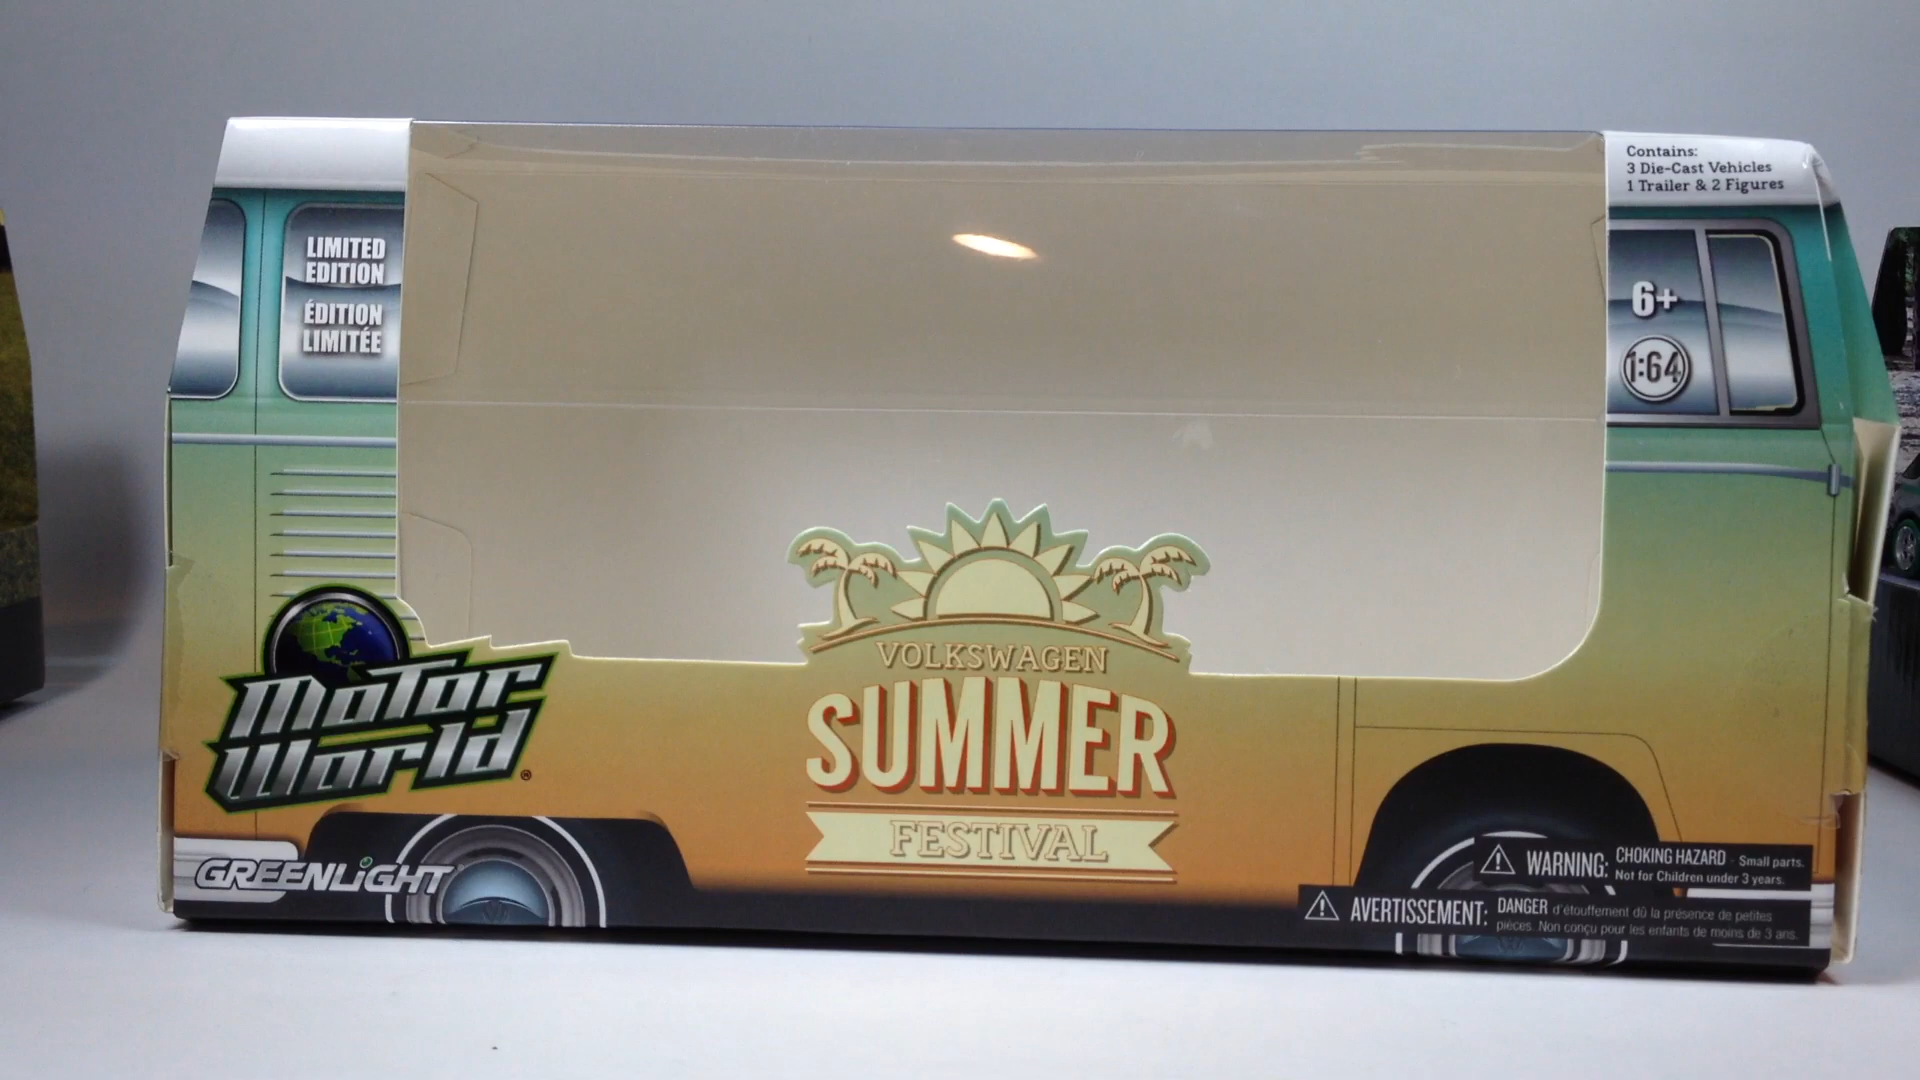 Contains:
3 Die-Cast Vehicles
1 Trailer & 2 Figures
LIMITED
EDITION
ÉDITION
LIMITÉE
6+
1:64
VOLKSWAGEN
SUMMER
FESTIVAL
MOTOR
WORLD®
GREENLIGHT
WARNING: CHOKING HAZARD - Small parts.
Not for Children under 3 years.
AVERTISSEMENT: DANGER d'étouffement dû la présence de petites
pièces. Non conçu pour les enfants de moins de 3 ans.